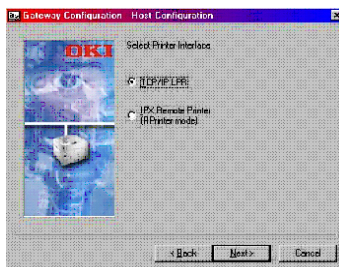 Gateway Configuration - Host Configuration
OKI
Select Printer Interface
TCP/IP LPR
IPX Remote Printer
(RPrinter mode)
< Back
Next >
Cancel